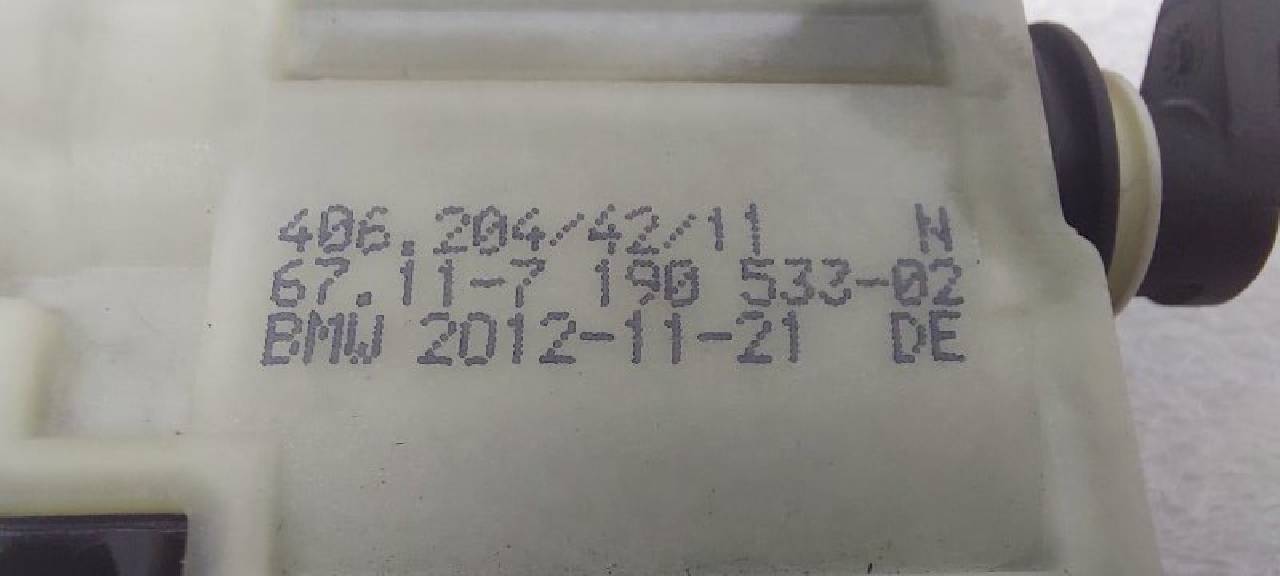 406.204/42/11 N
67.11-7 190 533-02
BMW 2012-11-21 DE